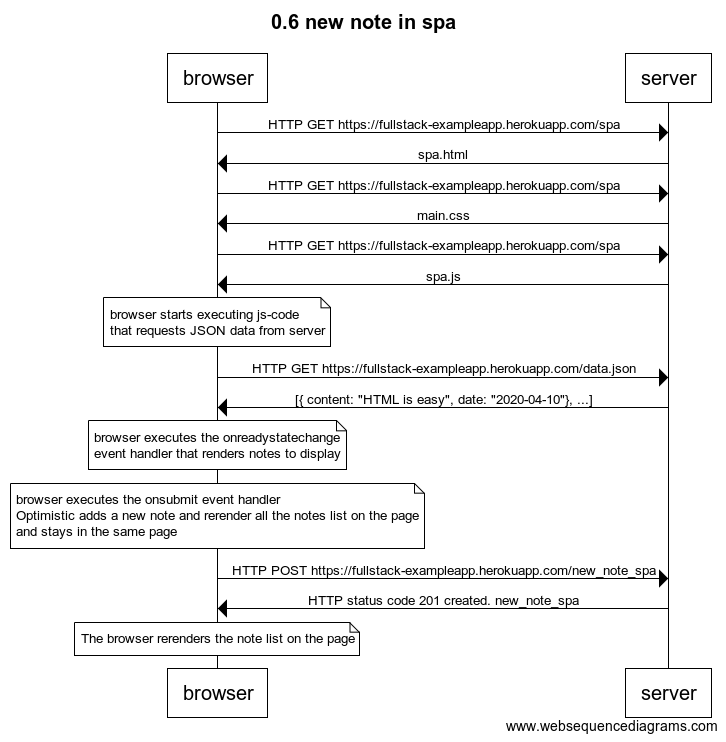 0.6 new note in spa
browser
server
HTTP GET https://fullstack-exampleapp.herokuapp.com/spa
spa.html
HTTP GET https://fullstack-exampleapp.herokuapp.com/spa
main.css
HTTP GET https://fullstack-exampleapp.herokuapp.com/spa
spa.js
browser starts executing js-code
that requests JSON data from server
HTTP GET https://fullstack-exampleapp.herokuapp.com/data.json
[{ content: "HTML is easy", date: "2020-04-10"}, ...]
browser executes the onreadystatechange
event handler that renders notes to display
browser executes the onsubmit event handler
Optimistic adds a new note and rerender all the notes list on the page
and stays in the same page
HTTP POST https://fullstack-exampleapp.herokuapp.com/new_note_spa
HTTP status code 201 created. new_note_spa
The browser rerenders the note list on the page
browser
server
www.websequencediagrams.com